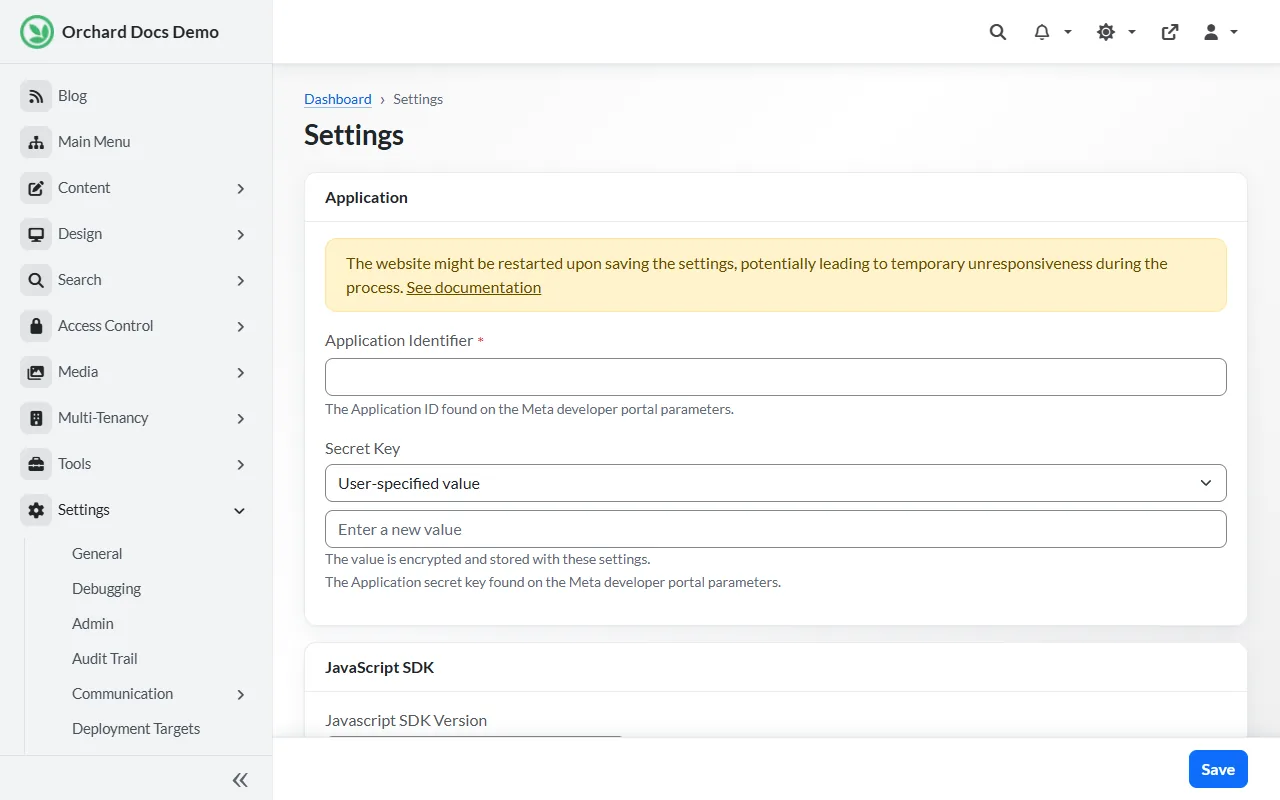 Orchard Docs Demo
Blog
Main Menu
Content
Design
Search
Access Control
Media
Multi-Tenancy
Tools
Settings
General
Debugging
Admin
Audit Trail
Communication
Deployment Targets
Dashboard › Settings
Settings
Application
The website might be restarted upon saving the settings, potentially leading to temporary unresponsiveness during the
process. See documentation
Application Identifier *
The Application ID found on the Meta developer portal parameters.
Secret Key
User-specified value
Enter a new value
The value is encrypted and stored with these settings.
The Application secret key found on the Meta developer portal parameters.
JavaScript SDK
Javascript SDK Version
Save